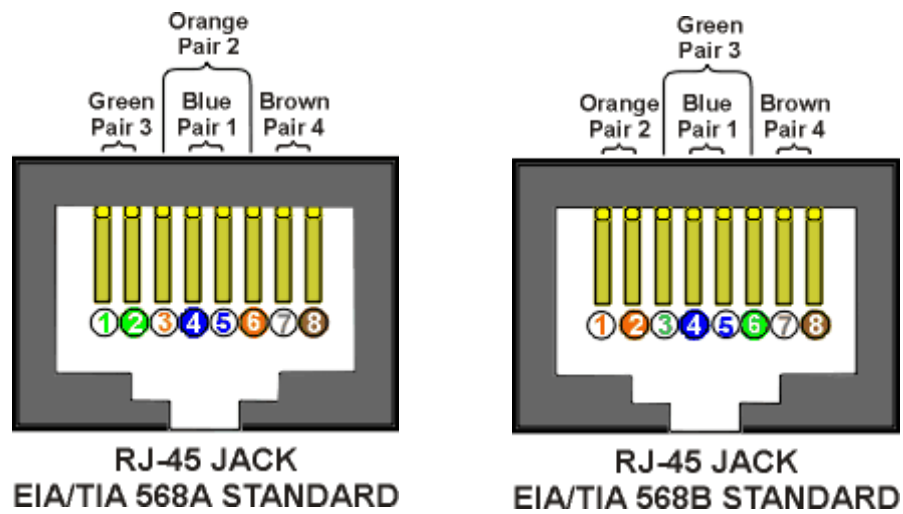 Orange
Pair 2
Green
Pair 3
Blue
Pair 1
Brown
Pair 4
1 2 3 4 5 6 7 8
RJ-45 JACK
EIA/TIA 568A STANDARD
Green
Pair 3
Orange
Pair 2
Blue
Pair 1
Brown
Pair 4
1 2 3 4 5 6 7 8
RJ-45 JACK
EIA/TIA 568B STANDARD